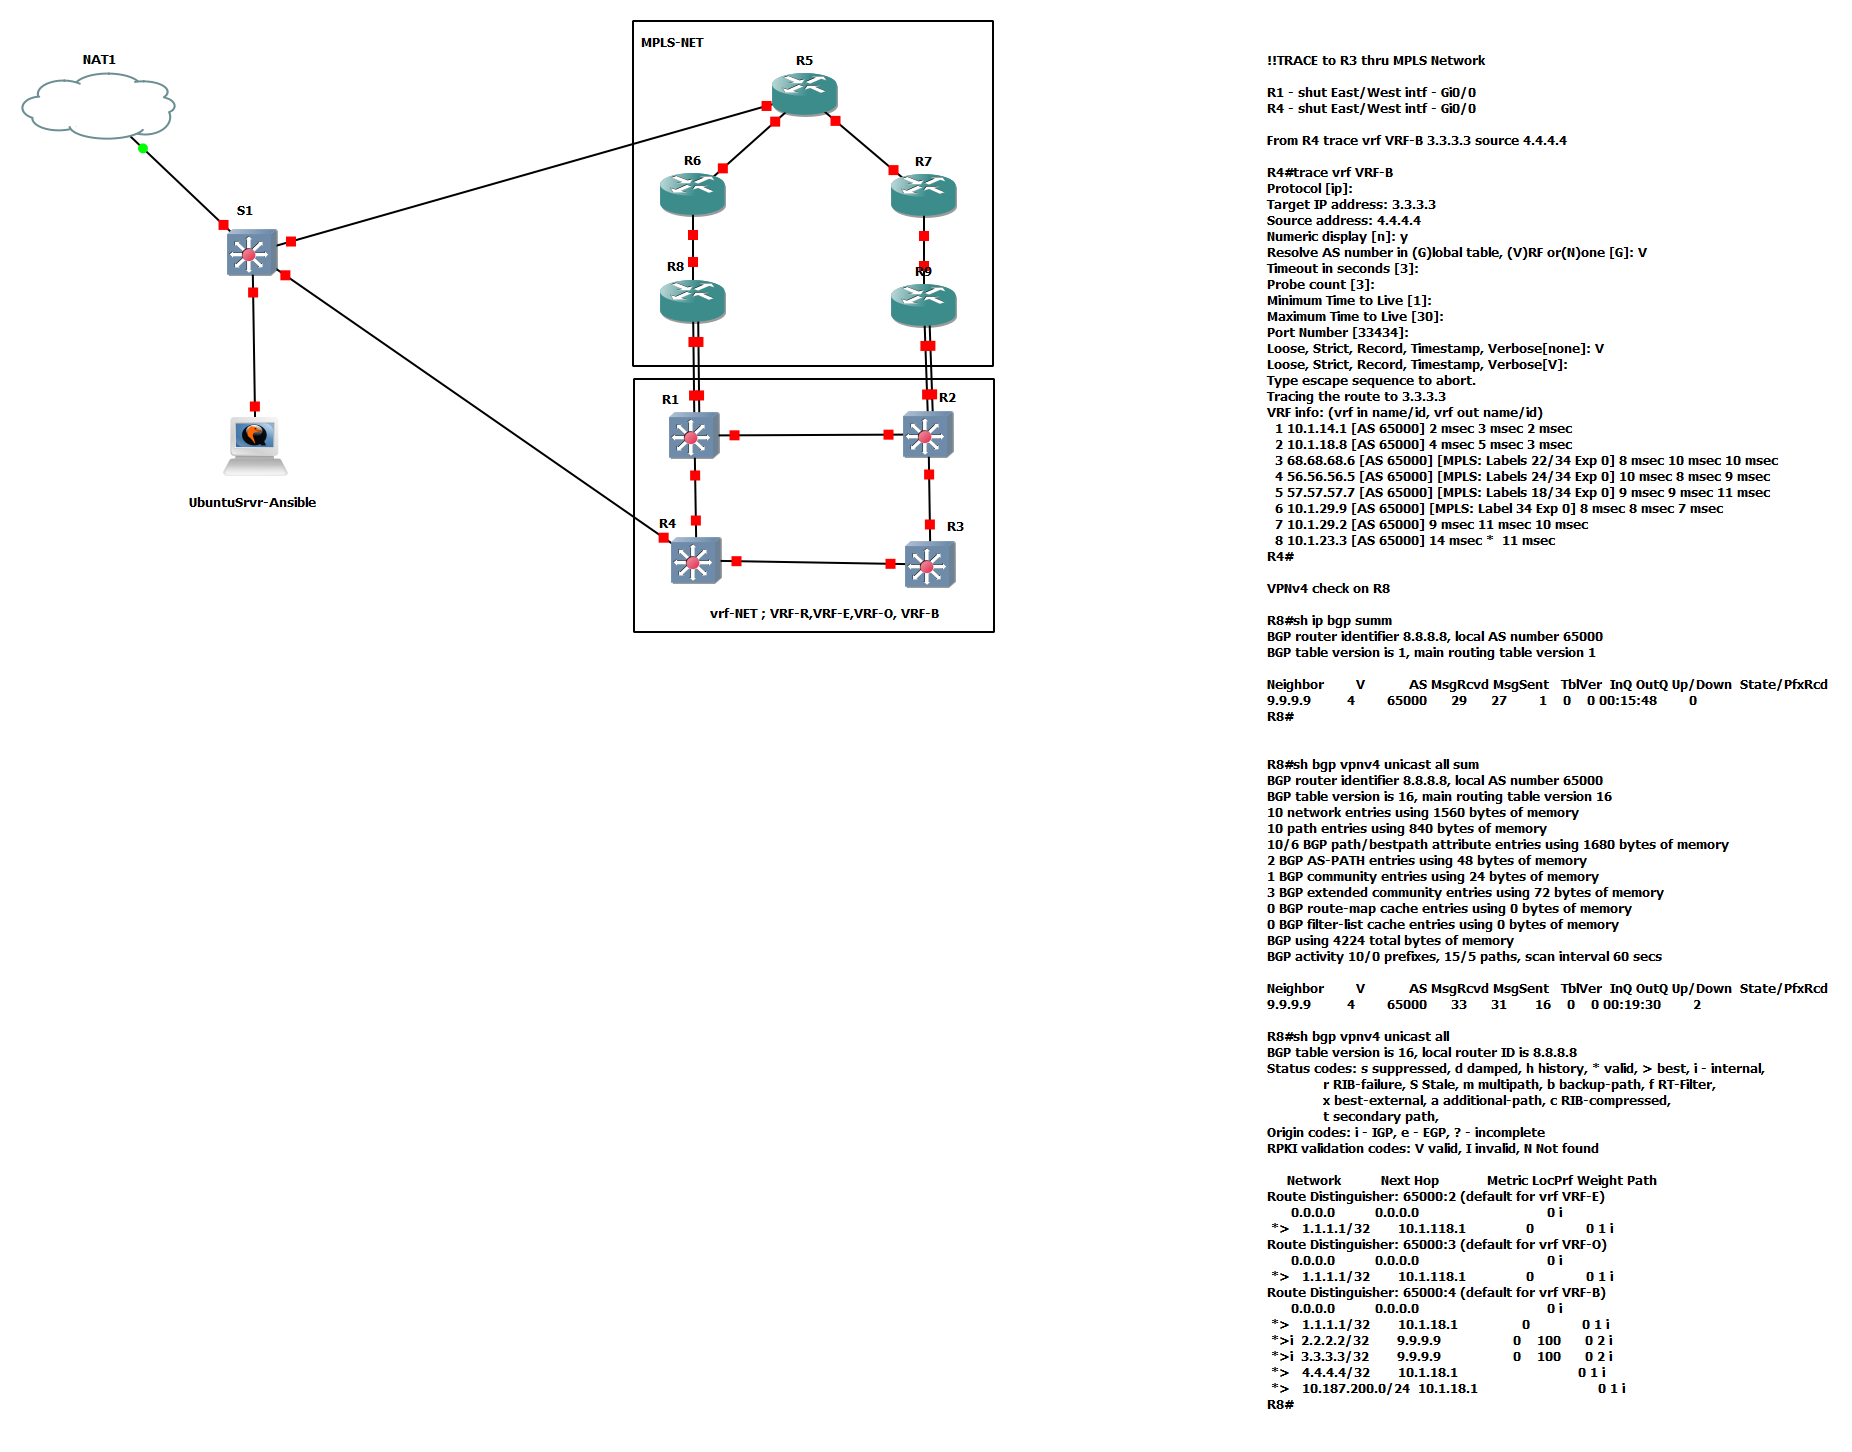 NAT1
S1
UbuntuSrvr-Ansible
MPLS-NET
R5
R6
R7
R8
R9
R1
R2
R4
R3
vrf-NET ; VRF-R,VRF-E,VRF-O, VRF-B
!!TRACE to R3 thru MPLS Network
R1 - shut East/West intf - Gi0/0
R4 - shut East/West intf - Gi0/0
From R4 trace vrf VRF-B 3.3.3.3 source 4.4.4.4
R4#trace vrf VRF-B
Protocol [ip]:
Target IP address: 3.3.3.3
Source address: 4.4.4.4
Numeric display [n]: y
Resolve AS number in (G)lobal table, (V)RF or(N)one [G]: V
Timeout in seconds [3]:
Probe count [3]:
Minimum Time to Live [1]:
Maximum Time to Live [30]:
Port Number [33434]:
Loose, Strict, Record, Timestamp, Verbose[none]: V
Loose, Strict, Record, Timestamp, Verbose[V]:
Type escape sequence to abort.
Tracing the route to 3.3.3.3
VRF info: (vrf in name/id, vrf out name/id)
1 10.1.14.1 [AS 65000] 2 msec 3 msec 2 msec
2 10.1.18.8 [AS 65000] 4 msec 5 msec 3 msec
3 68.68.68.6 [AS 65000] [MPLS: Labels 22/34 Exp 0] 8 msec 10 msec 10 msec
4 56.56.56.5 [AS 65000] [MPLS: Labels 24/34 Exp 0] 10 msec 8 msec 9 msec
5 57.57.57.7 [AS 65000] [MPLS: Labels 18/34 Exp 0] 9 msec 9 msec 11 msec
6 10.1.29.9 [AS 65000] [MPLS: Label 34 Exp 0] 8 msec 8 msec 7 msec
7 10.1.29.2 [AS 65000] 9 msec 11 msec 10 msec
8 10.1.23.3 [AS 65000] 14 msec * 11 msec
R4#
VPNv4 check on R8
R8#sh ip bgp summ
BGP router identifier 8.8.8.8, local AS number 65000
BGP table version is 1, main routing table version 1
Neighbor V AS MsgRcvd MsgSent TblVer InQ OutQ Up/Down State/PfxRcd
9.9.9.9 4 65000 29 27 1 0 0 00:15:48 0
R8#
R8#sh bgp vpnv4 unicast all sum
BGP router identifier 8.8.8.8, local AS number 65000
BGP table version is 16, main routing table version 16
10 network entries using 1560 bytes of memory
10 path entries using 840 bytes of memory
10/6 BGP path/bestpath attribute entries using 1680 bytes of memory
2 BGP AS-PATH entries using 48 bytes of memory
1 BGP community entries using 24 bytes of memory
3 BGP extended community entries using 72 bytes of memory
0 BGP route-map cache entries using 0 bytes of memory
0 BGP filter-list cache entries using 0 bytes of memory
BGP using 4224 total bytes of memory
BGP activity 10/0 prefixes, 15/5 paths, scan interval 60 secs
Neighbor V AS MsgRcvd MsgSent TblVer InQ OutQ Up/Down State/PfxRcd
9.9.9.9 4 65000 33 31 16 0 0 00:19:30 2
R8#sh bgp vpnv4 unicast all
BGP table version is 16, local router ID is 8.8.8.8
Status codes: s suppressed, d damped, h history, * valid, > best, i - internal,
r RIB-failure, S Stale, m multipath, b backup-path, f RT-Filter,
x best-external, a additional-path, c RIB-compressed,
t secondary path,
Origin codes: i - IGP, e - EGP, ? - incomplete
RPKI validation codes: V valid, I invalid, N Not found
Network Next Hop Metric LocPrf Weight Path
Route Distinguisher: 65000:2 (default for vrf VRF-E)
0.0.0.0 0.0.0.0 0 i
*> 1.1.1.1/32 10.1.118.1 0 0 1 i
Route Distinguisher: 65000:3 (default for vrf VRF-O)
0.0.0.0 0.0.0.0 0 i
*> 1.1.1.1/32 10.1.118.1 0 0 1 i
Route Distinguisher: 65000:4 (default for vrf VRF-B)
0.0.0.0 0.0.0.0 0 i
*> 1.1.1.1/32 10.1.18.1 0 0 1 i
*>i 2.2.2.2/32 9.9.9.9 0 100 0 2 i
*>i 3.3.3.3/32 9.9.9.9 0 100 0 2 i
*> 4.4.4.4/32 10.1.18.1 0 1 i
*> 10.187.200.0/24 10.1.18.1 0 1 i
R8#